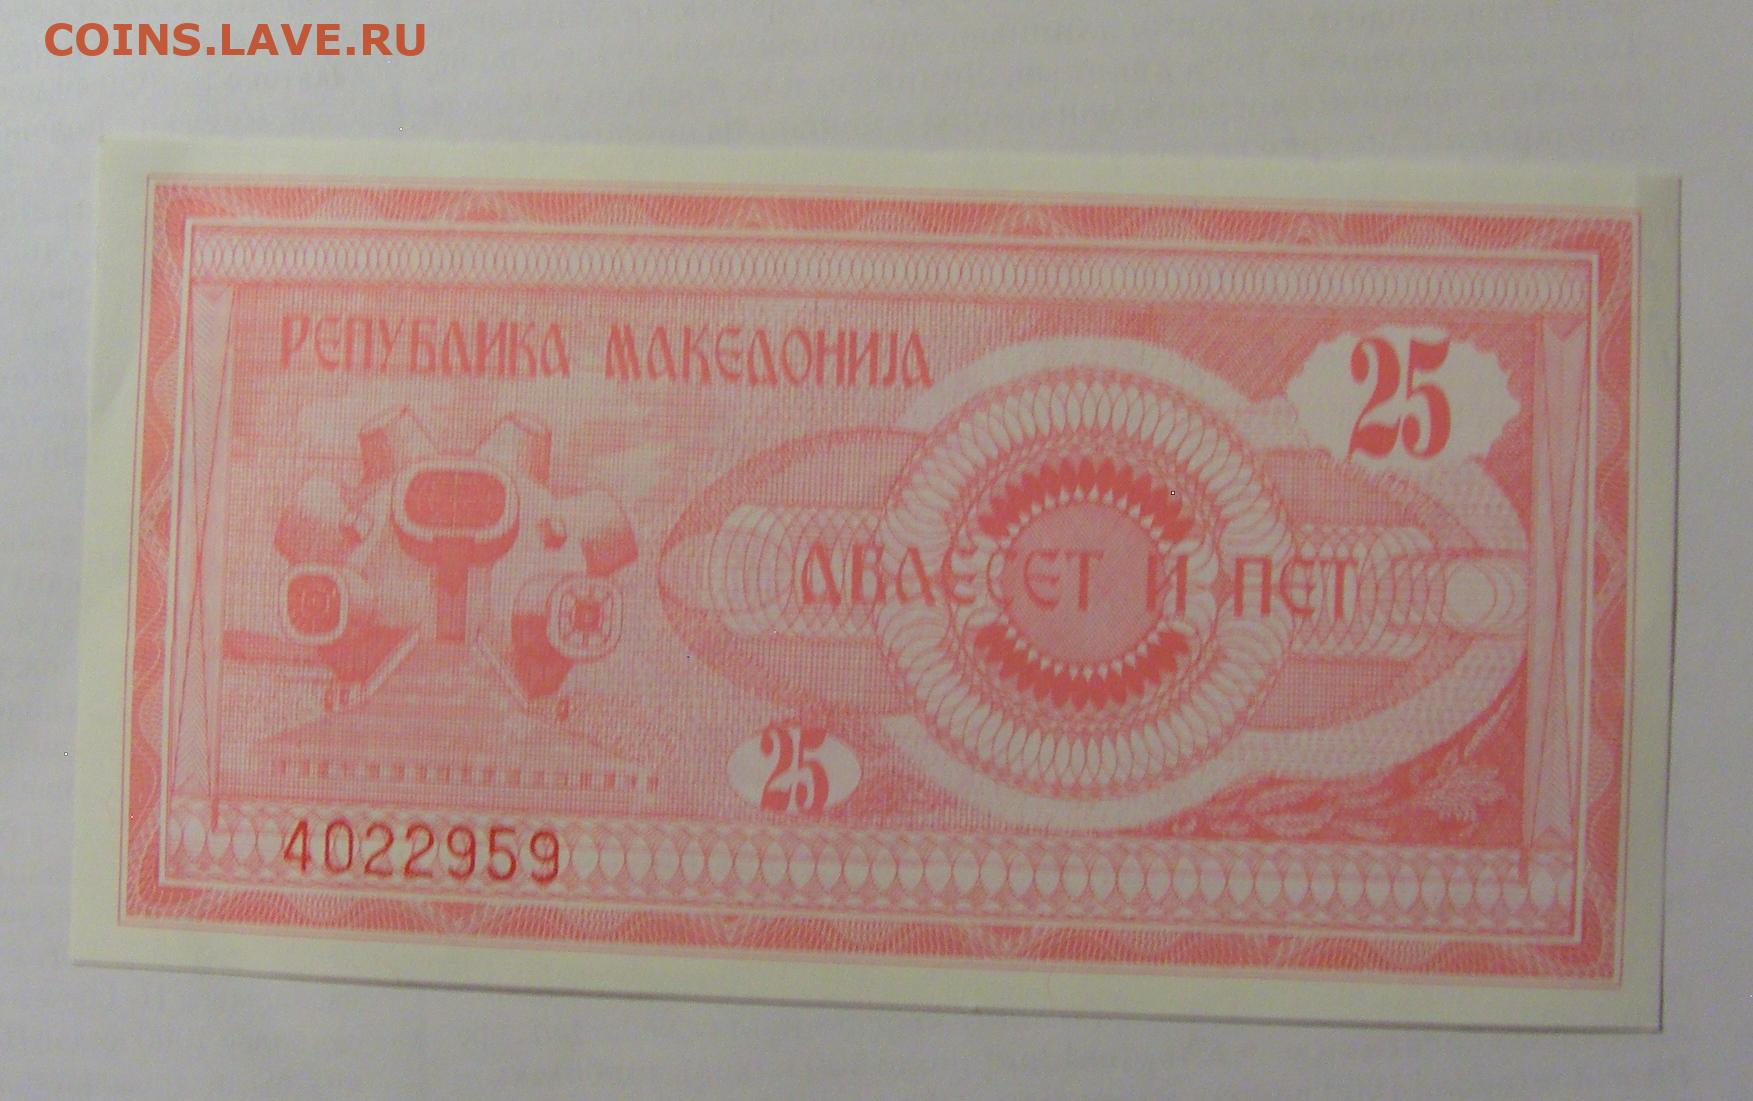 COINS.LAVE.RU
РЕПУБЛИКА МАКЕДОНИЈА
25
ДВАЕСЕТ И ПЕТ
25
4022959